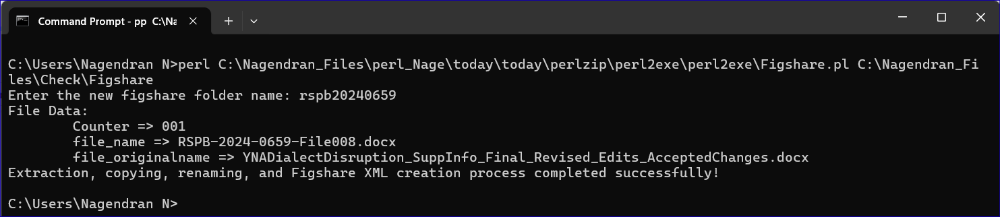 Command Prompt - pp C:\Na
C:\Users\Nagendran N>perl C:\Nagendran_Files\perl_Nage\today\today\perlzip\perl2exe\perl2exe\Figshare.pl C:\Nagendran_Fi
les\Check\Figshare
Enter the new figshare folder name: rspb20240659
File Data:
Counter => 001
file_name => RSPB-2024-0659-File008.docx
file_originalname => YNADialectDisruption_SuppInfo_Final_Revised_Edits_AcceptedChanges.docx
Extraction, copying, renaming, and Figshare XML creation process completed successfully!
C:\Users\Nagendran N>